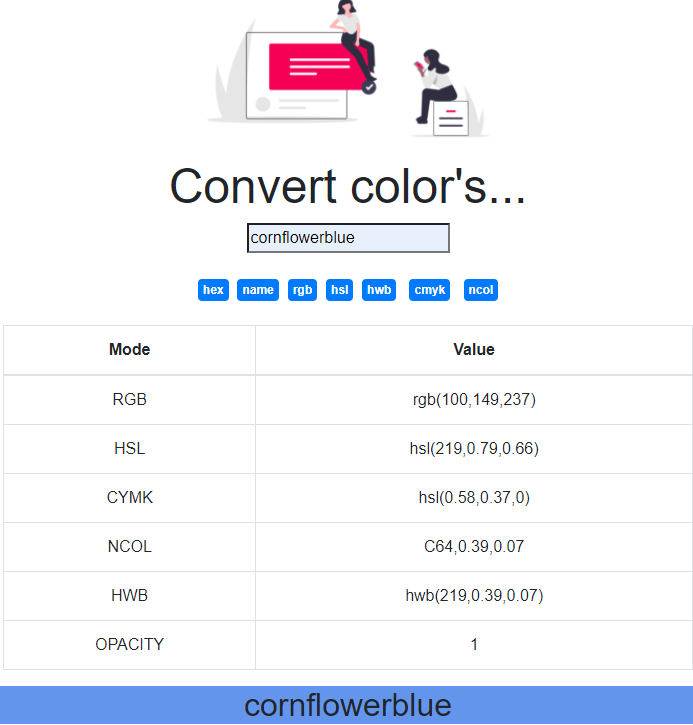 Convert color's...
cornflowerblue
hex name rgb hsl hwb cmyk ncol
Mode Value
RGB rgb(100,149,237)
HSL hsl(219,0.79,0.66)
CYMK hsl(0.58,0.37,0)
NCOL C64,0.39,0.07
HWB hwb(219,0.39,0.07)
OPACITY 1
cornflowerblue